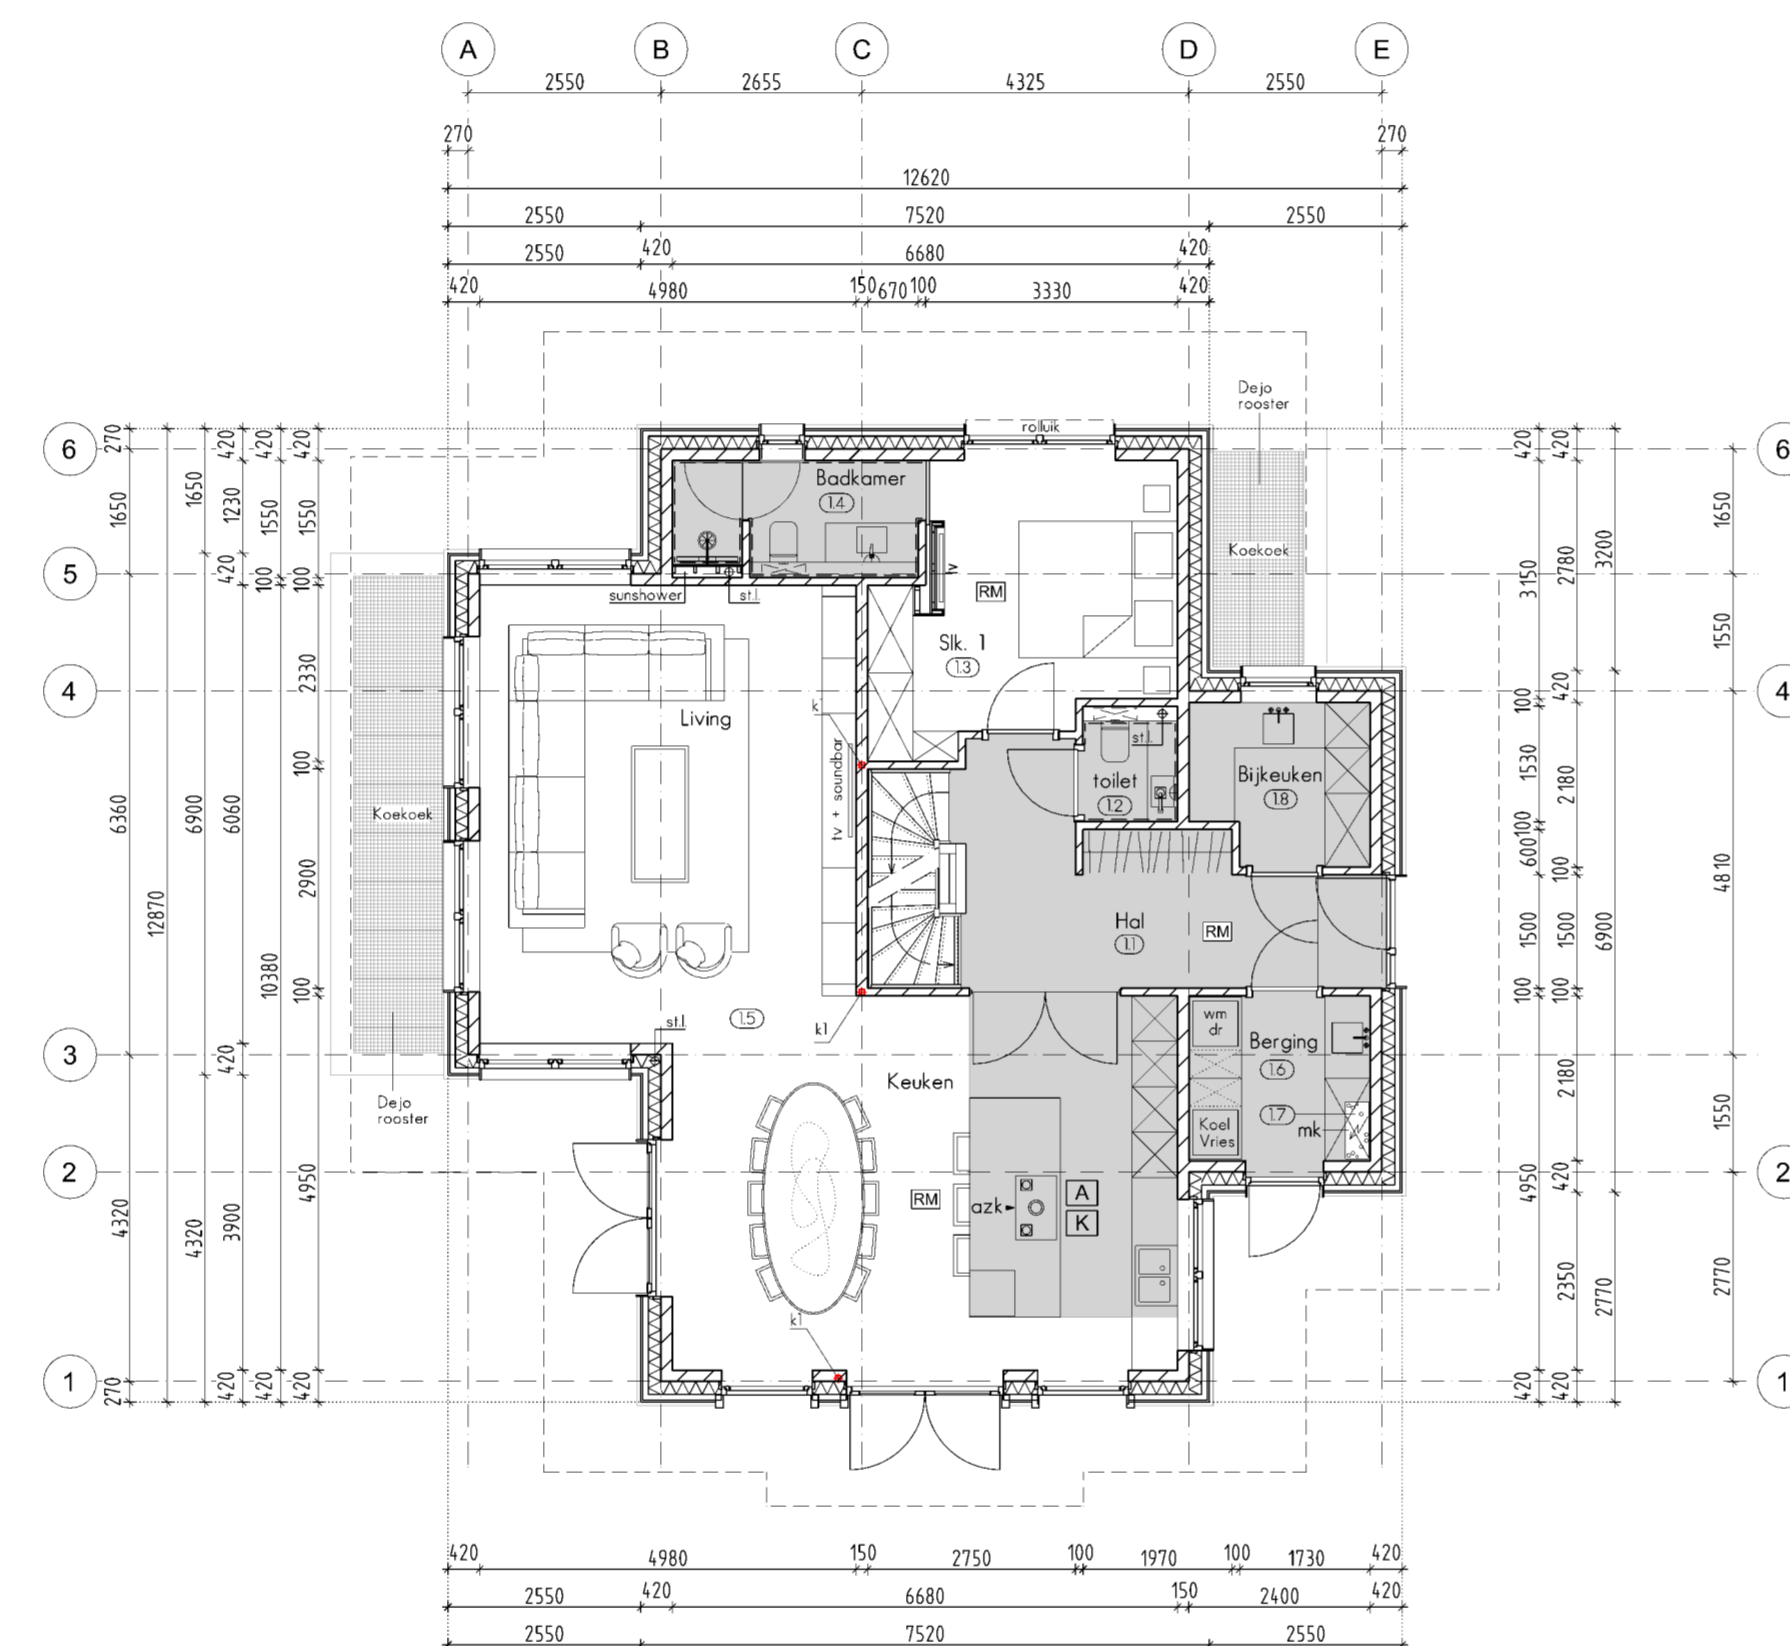 A B C D E
2550 2655 4325 2550
270 270
12620
2550 7520 2550
2550 420 6680 420
420 4980 150 670 100 3330 420
Dejo
rooster
rolluik
6 270 420 420 420 420 420 6
Badkamer
1.4
1650 1650 1230 1550 1550
Koekoek
3150 2780 3200 1650
5 420 100 100
sunshower st.l.
tv
RM
Slk. 1
1.3
2330
1550
4
Living
k1
100 420 4
st.l.
toilet
1.2
Bijkeuken
1.8
tv + soundbar
100
1530 2180
6360 6900 6060
Koekoek
12870
2900
600 100 100
4810
Hal
1.1
RM
1500 1500 6900
10380
100
100 100
wm
dr
1.5
st.l.
k1
Berging
1.6
3 420
Keuken
Dejo
rooster
1.7
mk
Koel
Vries
2180
1550
2
4950
4320 4320 3900
RM
azk
A
K
4950 420 2
2350 2770 2770
k1
1 270 420 420 420 420 420 1
420 4980 150 2750 100 1970 100 1730 420
2550 420 6680 150 2400 420
2550 7520 2550